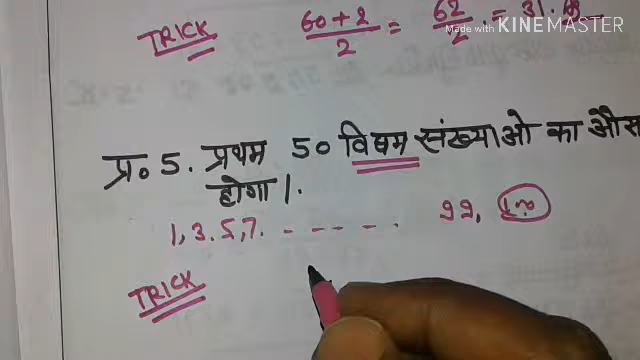 TRICK 60+2/2 = 62/2 = 31.
Made with KINEMASTER
प्र० 5. प्रथम 50 विषम संख्याओ का औस
होगा।.
1, 3. 5, 7. - - - - - . 99, 100
TRICK